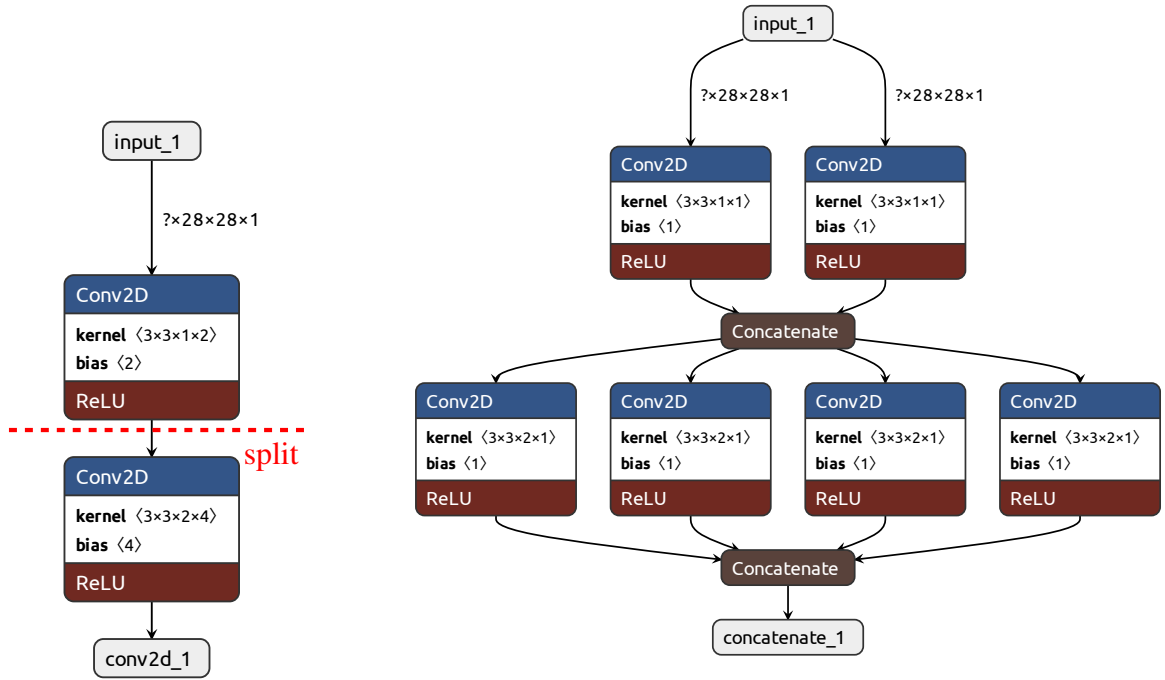 input_1
?×28×28×1
Conv2D
kernel 〈3×3×1×2〉
bias 〈2〉
ReLU
split
Conv2D
kernel 〈3×3×2×4〉
bias 〈4〉
ReLU
conv2d_1
input_1
?×28×28×1
?×28×28×1
Conv2D
kernel 〈3×3×1×1〉
bias 〈1〉
ReLU
Conv2D
kernel 〈3×3×1×1〉
bias 〈1〉
ReLU
Concatenate
Conv2D
kernel 〈3×3×2×1〉
bias 〈1〉
ReLU
Conv2D
kernel 〈3×3×2×1〉
bias 〈1〉
ReLU
Conv2D
kernel 〈3×3×2×1〉
bias 〈1〉
ReLU
Conv2D
kernel 〈3×3×2×1〉
bias 〈1〉
ReLU
Concatenate
concatenate_1